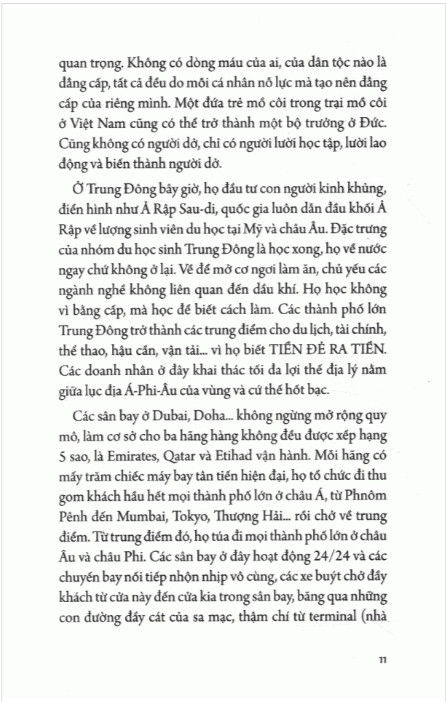 quan trọng. Không có dòng máu của ai, của dân tộc nào là
đẳng cấp, tất cả đều do mỗi cá nhân nỗ lực mà tạo nên đẳng
cấp của riêng mình. Một đứa trẻ mồ côi trong trại mồ côi
ở Việt Nam cũng có thể trở thành một bộ trưởng ở Đức.
Cũng không có người dở, chỉ có người lười học tập, lười lao
động và biến thành người dở.
Ở Trung Đông bây giờ, họ đầu tư con người kinh khủng,
điển hình như Ả Rập Sau-di, quốc gia luôn dẫn đầu khối Ả
Rập về lượng sinh viên du học tại Mỹ và châu Âu. Đặc trưng
của nhóm du học sinh Trung Đông là học xong, họ về nước
ngay chứ không ở lại. Về để mở cơ ngơi làm ăn, chủ yếu các
ngành nghề không liên quan đến dầu khí. Họ học không
vì bằng cấp, mà học để biết cách làm. Các thành phố lớn
Trung Đông trở thành các trung điểm cho du lịch, tài chính,
thể thao, hậu cần, vận tải... vì họ biết TIỀN ĐẺ RA TIỀN.
Các doanh nhân ở đây khai thác tối đa lợi thế địa lý nằm
giữa lục địa Á-Phi-Âu của vùng và cứ thế hốt bạc.
Các sân bay ở Dubai, Doha... không ngừng mở rộng quy
mô, làm cơ sở cho ba hãng hàng không đều được xếp hạng
5 sao, là Emirates, Qatar và Etihad vận hành. Mỗi hãng có
mấy trăm chiếc máy bay tân tiến hiện đại, họ tổ chức đi thu
gom khách hầu hết mọi thành phố lớn ở châu Á, từ Phnôm
Pênh đến Mumbai, Tokyo, Thượng Hải... rồi chở về trung
điểm. Từ trung điểm đó, họ túa đi mọi thành phố lớn ở châu
Âu và châu Phi. Các sân bay ở đây hoạt động 24/24 và các
chuyến bay nối tiếp nhộn nhịp vô cùng, các xe buýt chở đầy
khách từ cửa này đến cửa kia trong sân bay, băng qua những
con đường đầy cát của sa mạc, thậm chí từ terminal (nhà
11